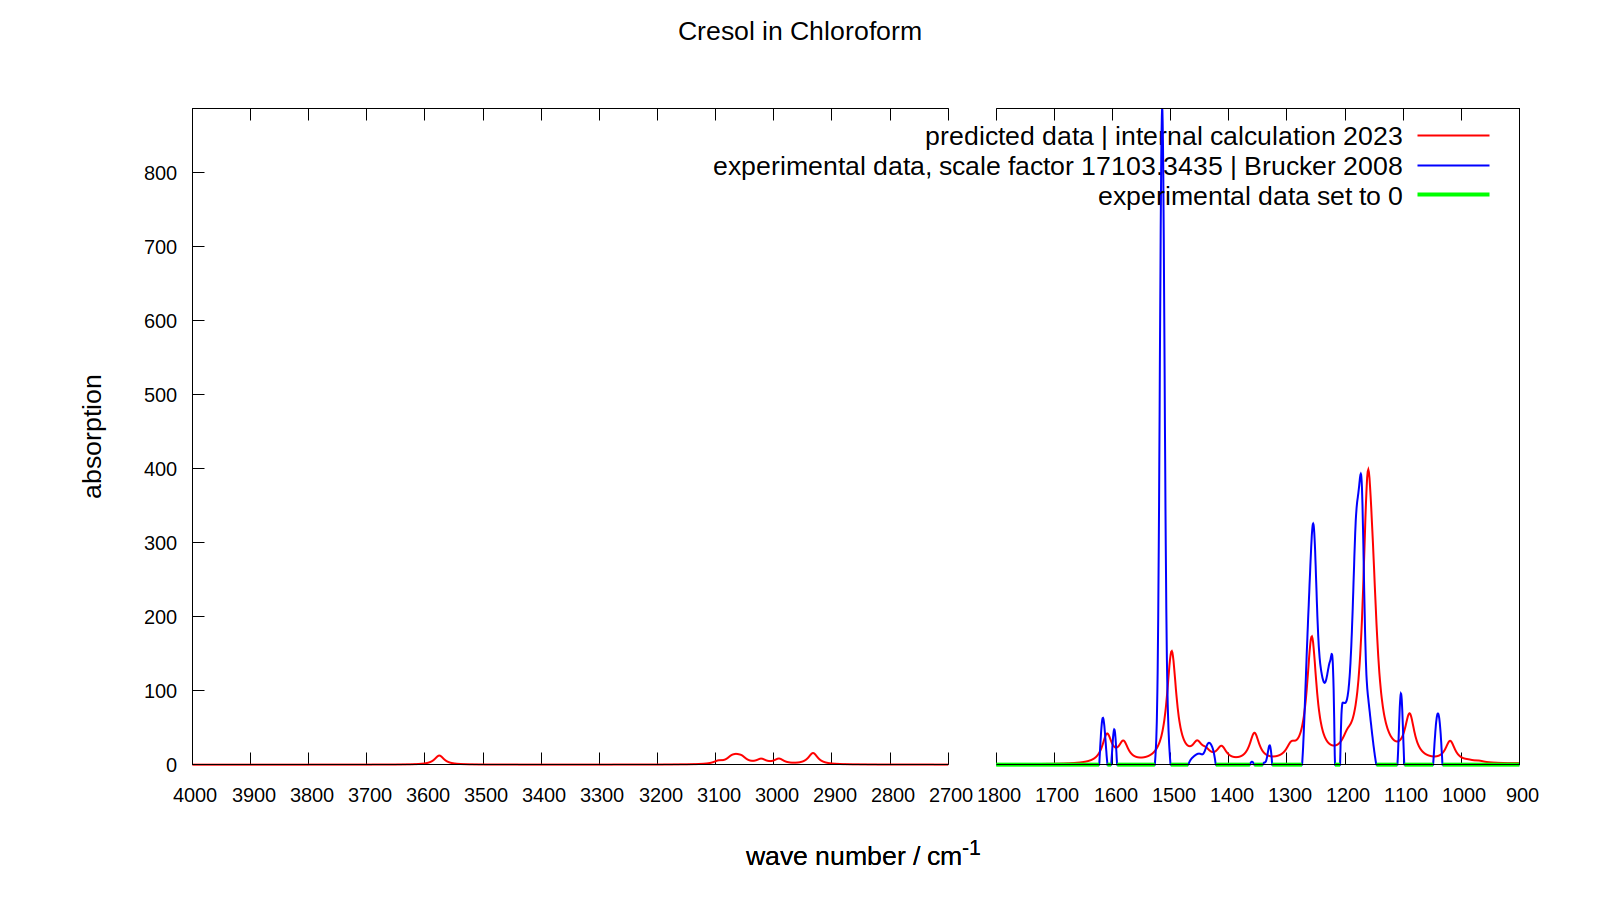 Cresol in Chloroform
predicted data | internal calculation 2023
experimental data, scale factor 17103.3435 | Brucker 2008
experimental data set to 0
absorption
800
700
600
500
400
300
200
100
0
4000 3900 3800 3700 3600 3500 3400 3300 3200 3100 3000 2900 2800 2700 1800 1700 1600 1500 1400 1300 1200 1100 1000 900
wave number / cm-1